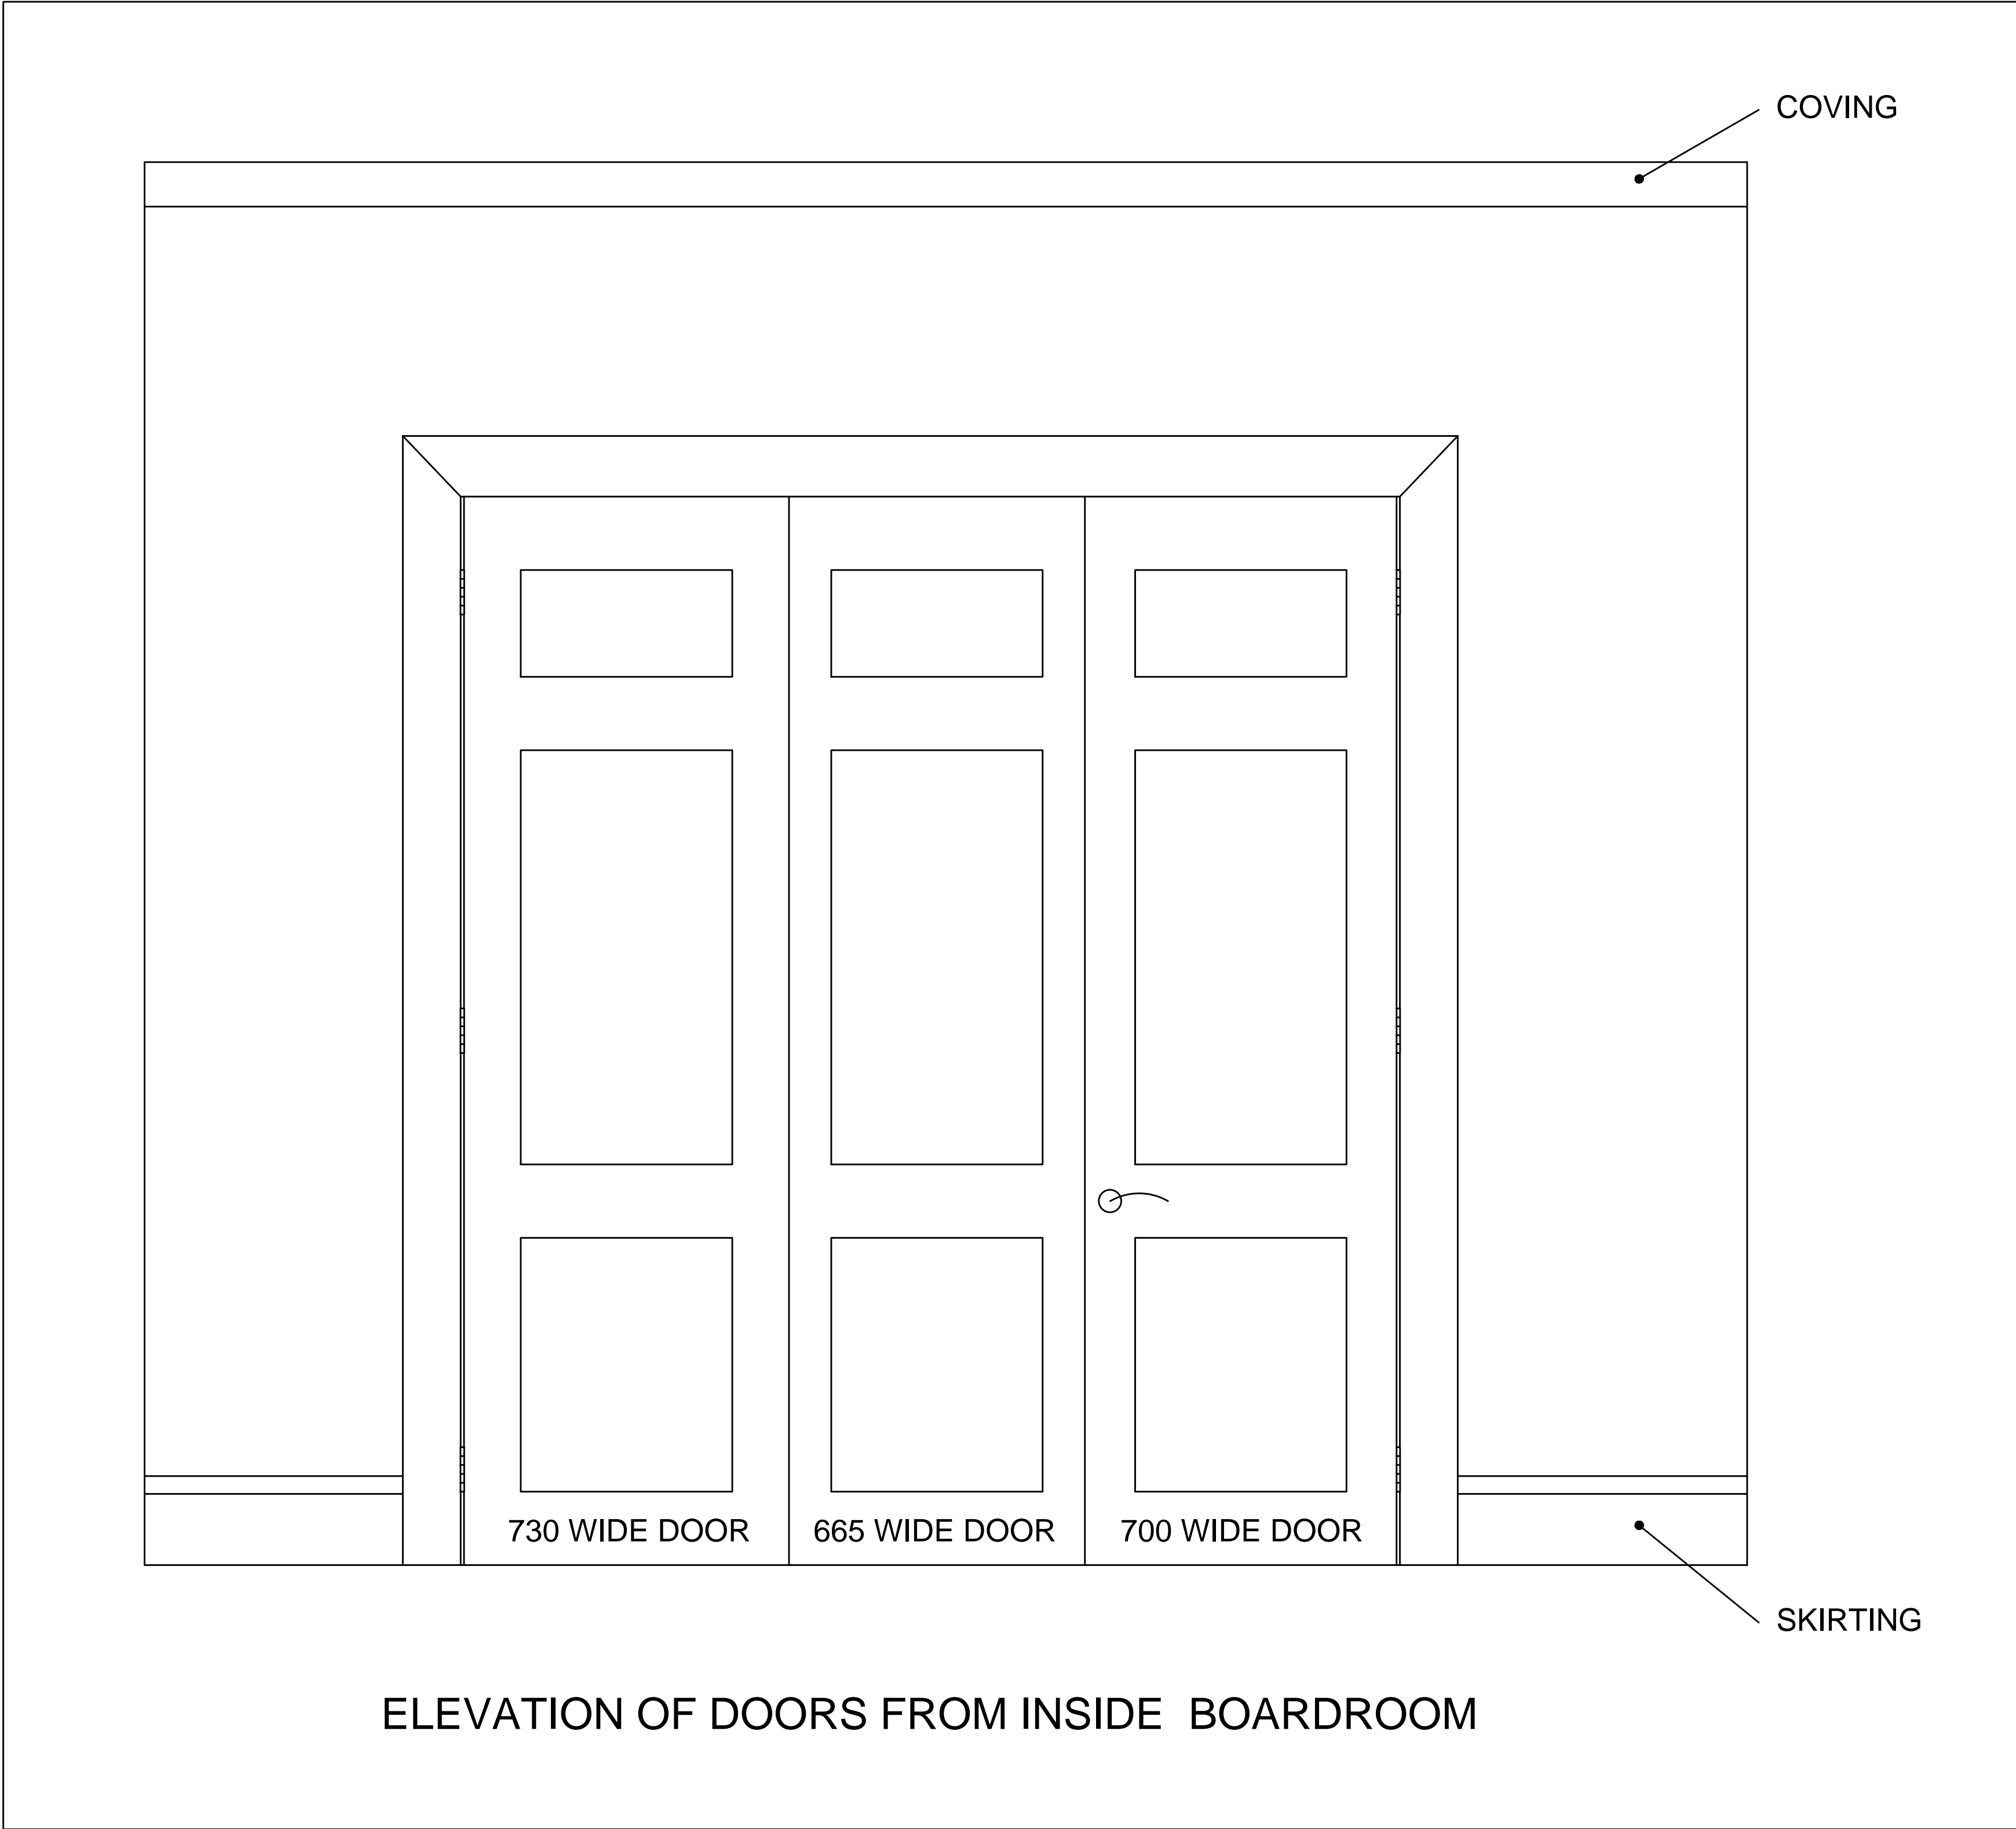 COVING
730 WIDE DOOR
665 WIDE DOOR
700 WIDE DOOR
SKIRTING
ELEVATION OF DOORS FROM INSIDE  BOARDROOM